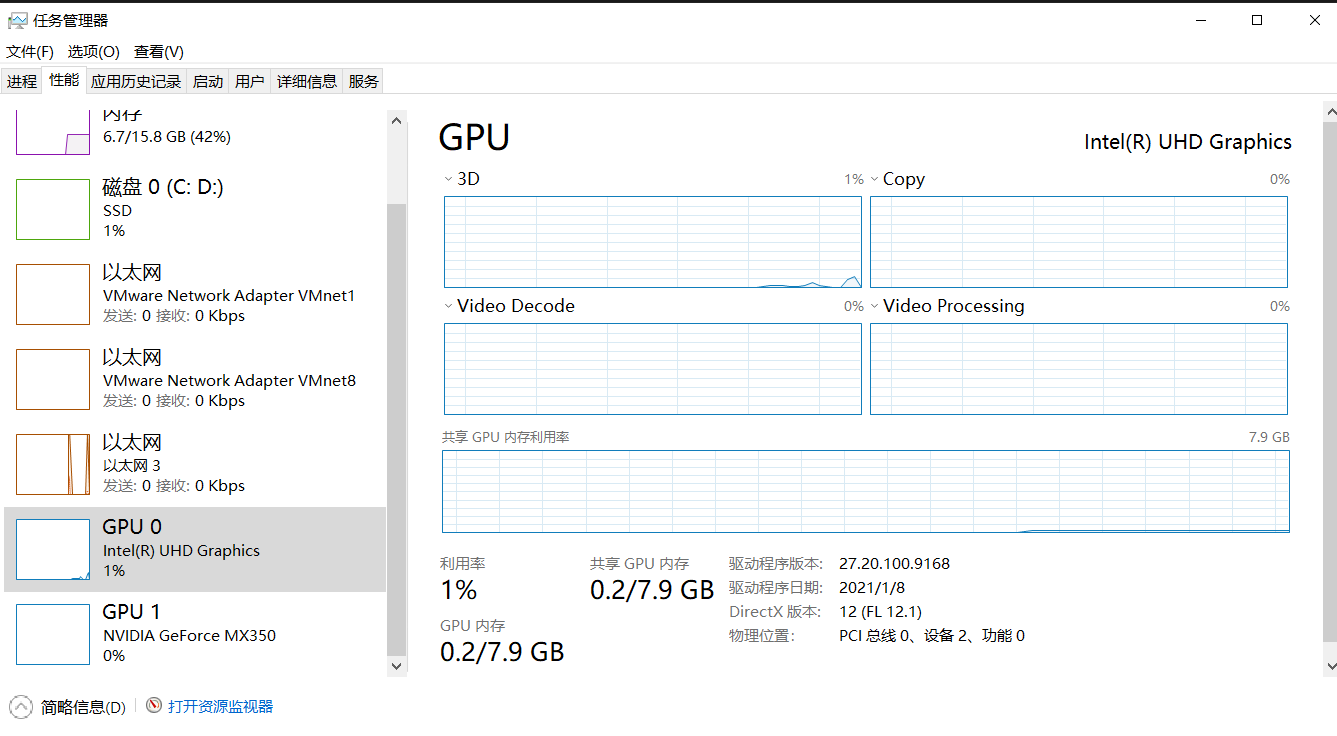 任务管理器
文件(F) 选项(O) 查看(V)
进程 性能 应用历史记录 启动 用户 详细信息 服务
内存
6.7/15.8 GB (42%)
磁盘 0 (C: D:)
SSD
1%
以太网
VMware Network Adapter VMnet1
发送: 0 接收: 0 Kbps
以太网
VMware Network Adapter VMnet8
发送: 0 接收: 0 Kbps
以太网
以太网 3
发送: 0 接收: 0 Kbps
GPU 0
Intel(R) UHD Graphics
1%
GPU 1
NVIDIA GeForce MX350
0%
GPU
Intel(R) UHD Graphics
3D 1%
Copy 0%
Video Decode 0%
Video Processing 0%
共享 GPU 内存利用率 7.9 GB
利用率
1%
共享 GPU 内存
0.2/7.9 GB
GPU 内存
0.2/7.9 GB
驱动程序版本: 27.20.100.9168
驱动程序日期: 2021/1/8
DirectX 版本: 12 (FL 12.1)
物理位置: PCI 总线 0、设备 2、功能 0
简略信息(D) 打开资源监视器